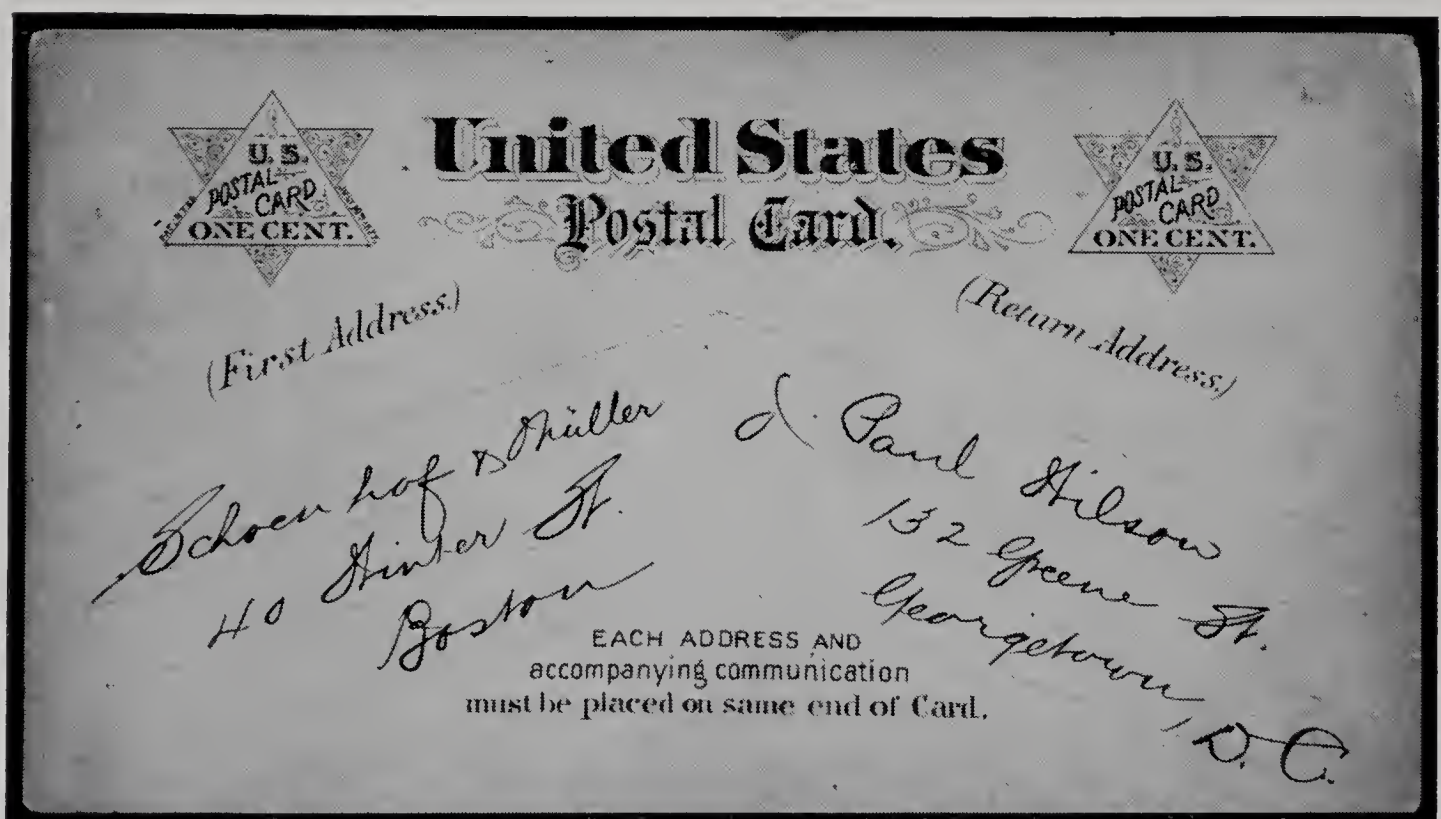 U. S.
POSTAL
CARD
ONE CENT.
United States
Postal Card.
U. S.
POSTAL
CARD
ONE CENT.
(First Address.)
Schoenhof & Müller
40 Winter St.
Boston
(Return Address.)
Paul Wilson
132 Greene St.
Georgetown, D. C.
EACH ADDRESS AND
accompanying communication
must be placed on same end of Card.